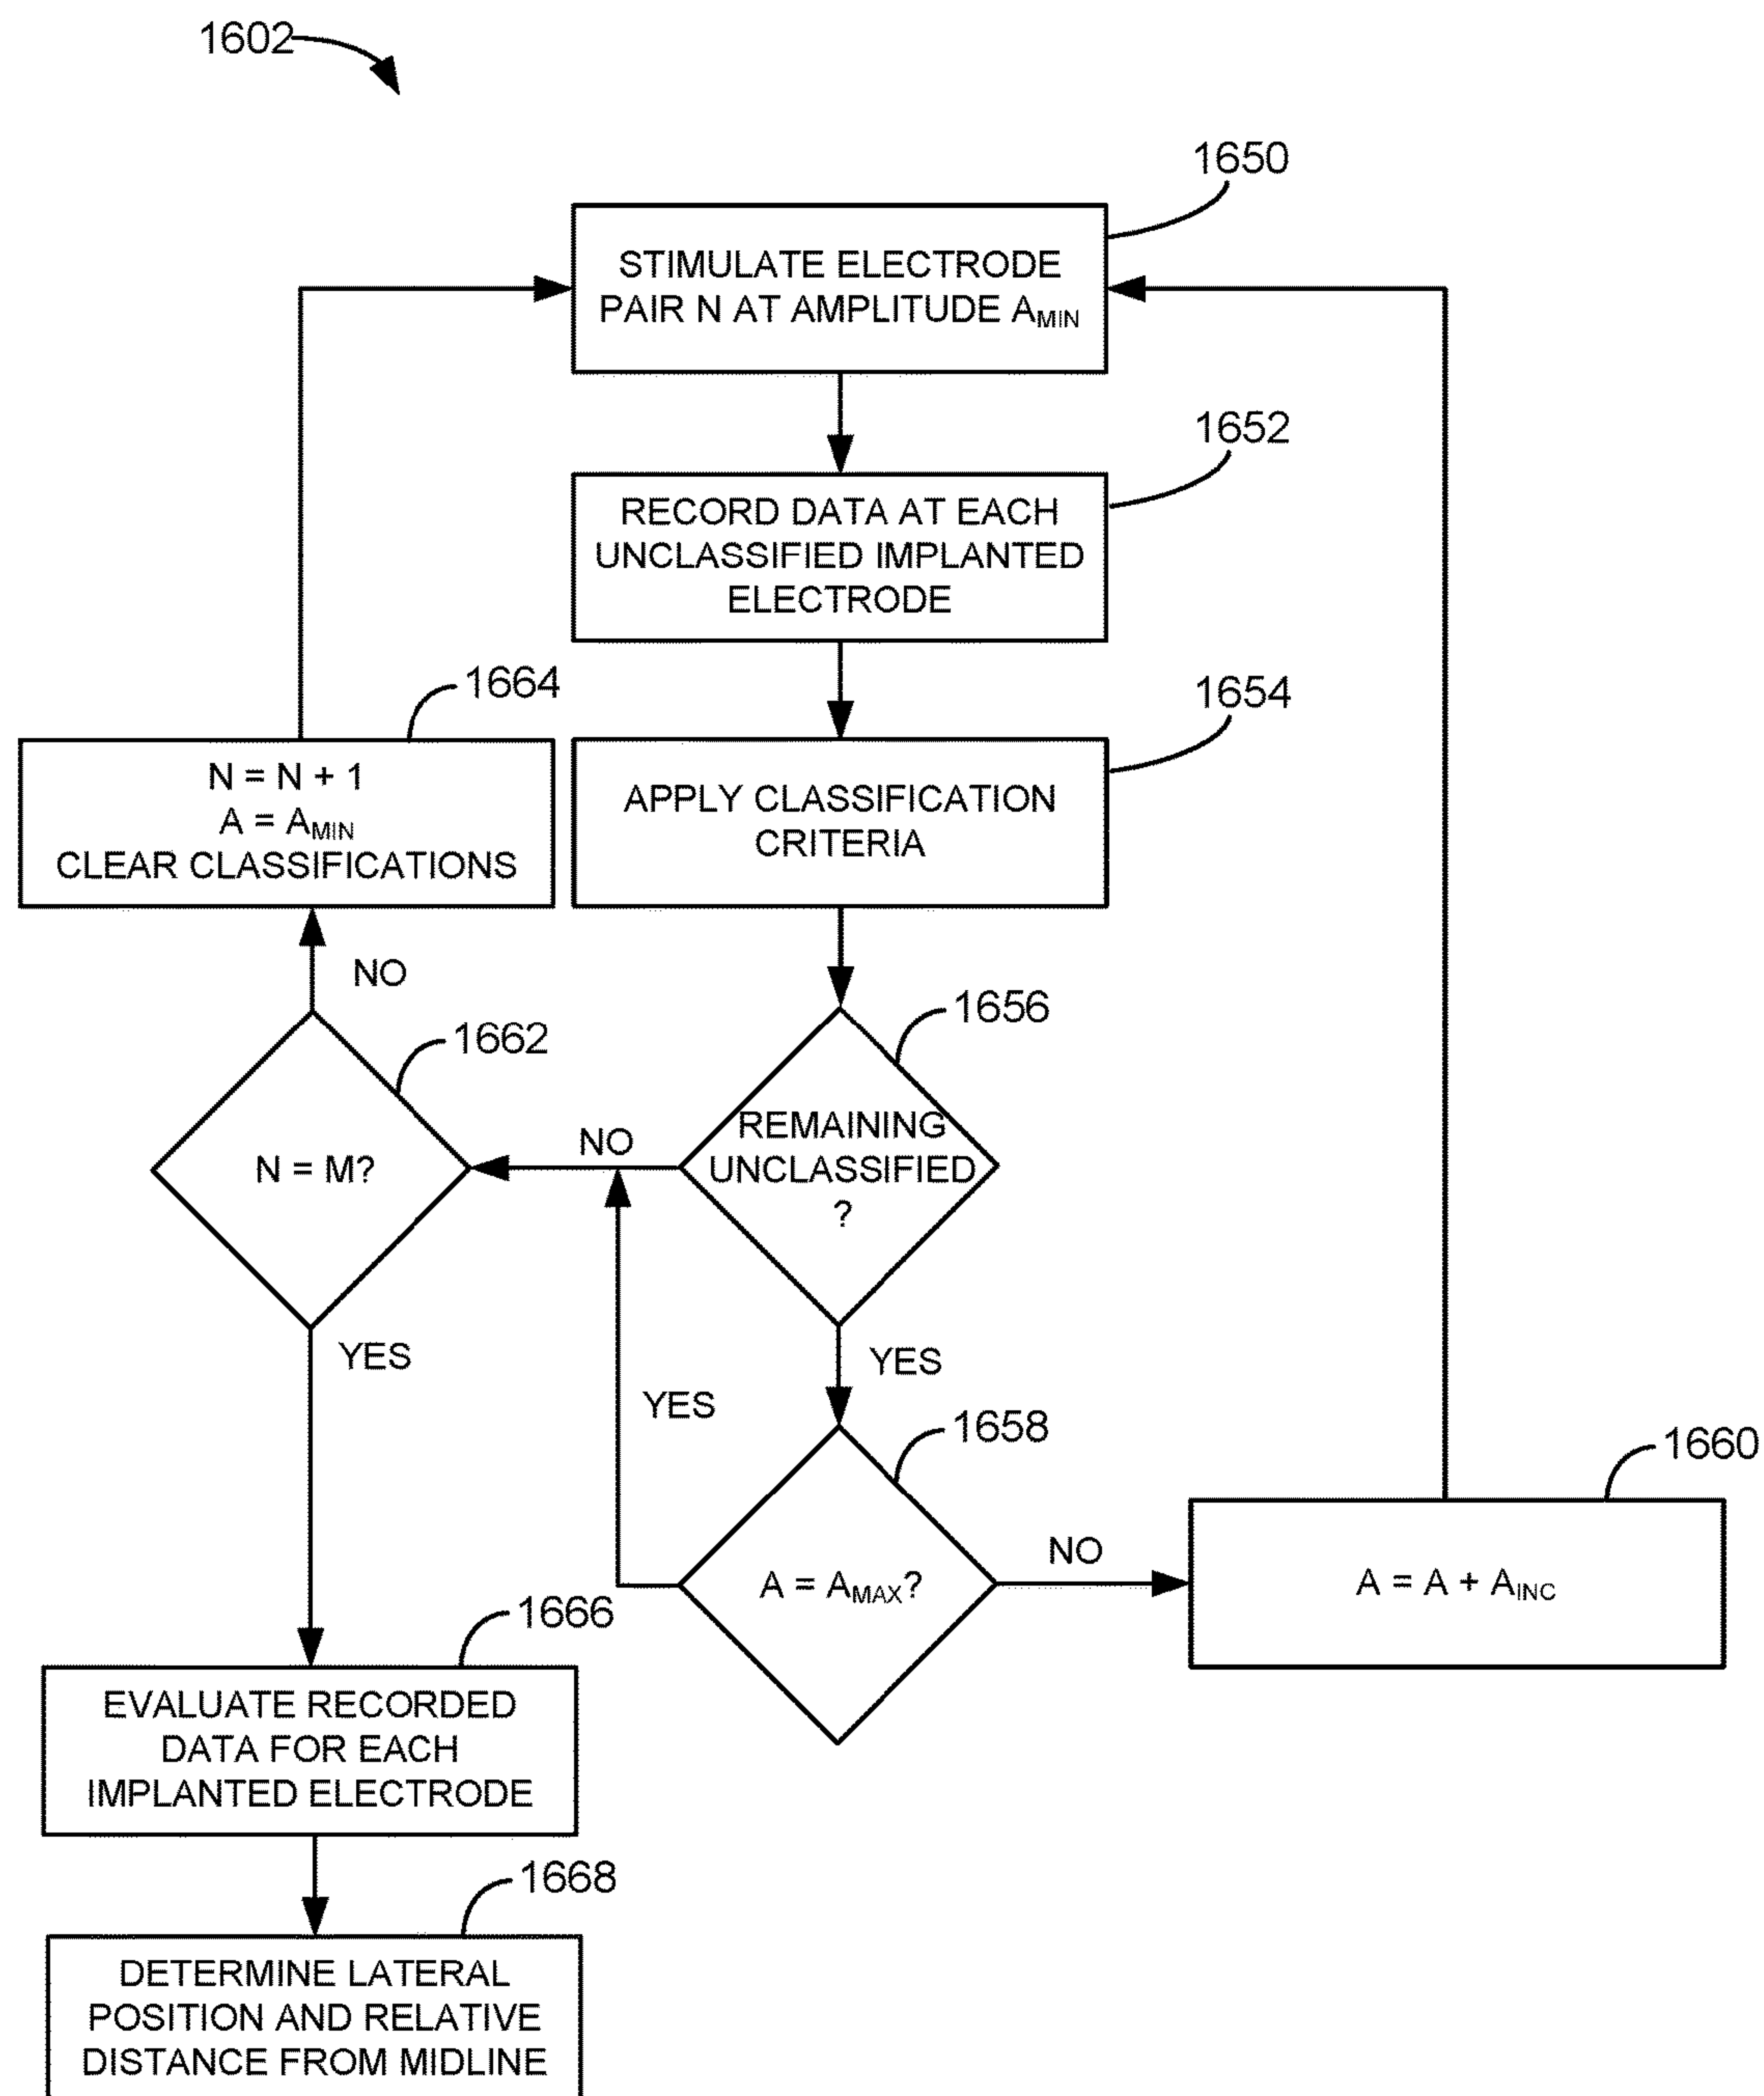 1602
1650
STIMULATE ELECTRODE
PAIR N AT AMPLITUDE AMIN
1652
RECORD DATA AT EACH
UNCLASSIFIED IMPLANTED
ELECTRODE
1664
N = N + 1
A = AMIN
CLEAR CLASSIFICATIONS
1654
APPLY CLASSIFICATION
CRITERIA
NO
1662
N = M?
NO
1656
REMAINING
UNCLASSIFIED
?
YES
YES
YES
1658
A = AMAX?
NO
1660
A = A + AINC
1666
EVALUATE RECORDED
DATA FOR EACH
IMPLANTED ELECTRODE
1668
DETERMINE LATERAL
POSITION AND RELATIVE
DISTANCE FROM MIDLINE